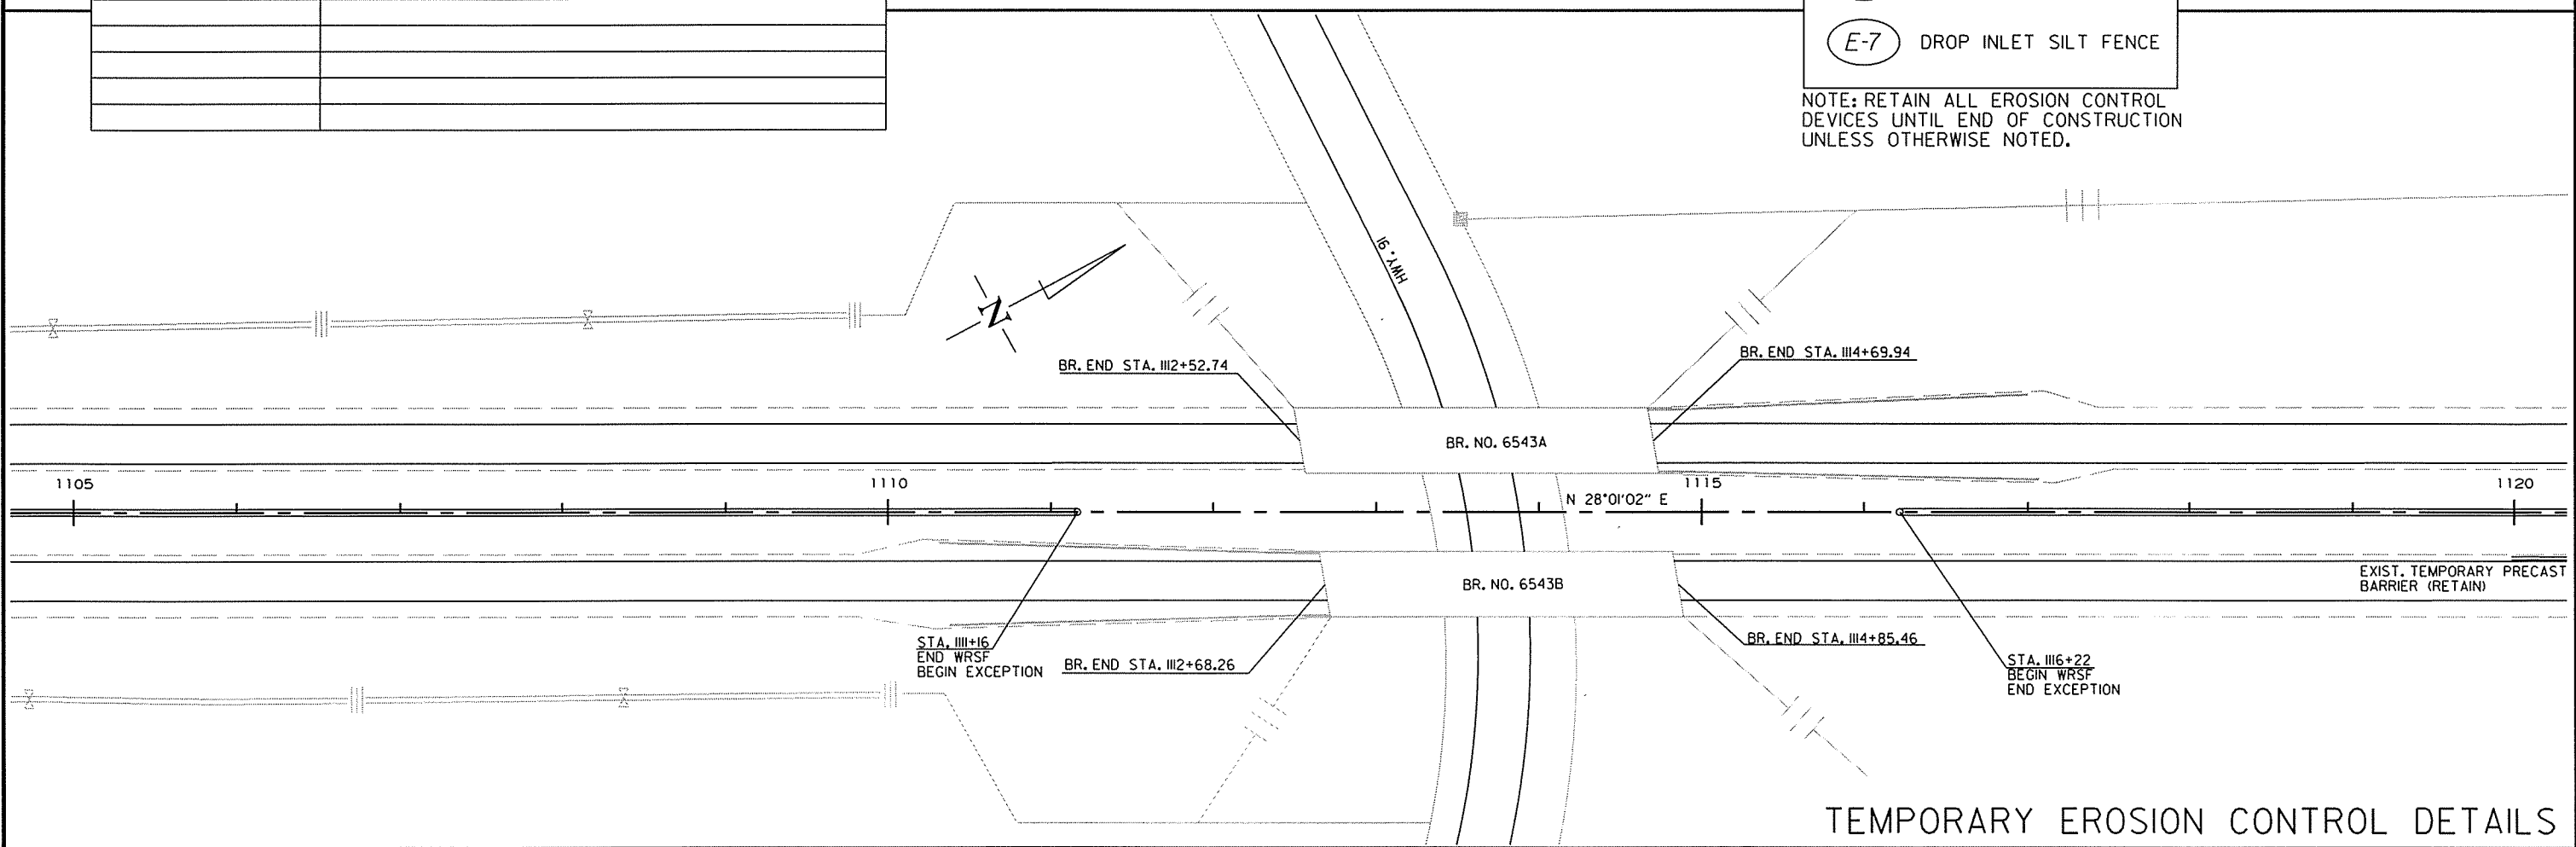 E-7 DROP INLET SILT FENCE
NOTE: RETAIN ALL EROSION CONTROL
DEVICES UNTIL END OF CONSTRUCTION
UNLESS OTHERWISE NOTED.
HWY. 91
N
BR. END STA. 1112+52.74
BR. END STA. 1114+69.94
BR. NO. 6543A
1105
1110
1115
1120
N 28°01'02" E
BR. NO. 6543B
EXIST. TEMPORARY PRECAST
BARRIER (RETAIN)
STA. 1111+16
END WRSF
BEGIN EXCEPTION
BR. END STA. 1112+68.26
BR. END STA. 1114+85.46
STA. 1116+22
BEGIN WRSF
END EXCEPTION
TEMPORARY EROSION CONTROL DETAILS